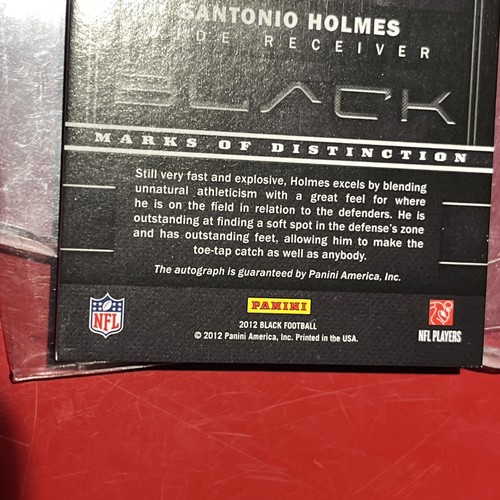 SANTONIO HOLMES
WIDE RECEIVER
BLACK
MARKS OF DISTINCTION
Still very fast and explosive, Holmes excels by blending
unnatural athleticism with a great feel for where
he is on the field in relation to the defenders. He is
outstanding at finding a soft spot in the defense's zone
and has outstanding feet, allowing him to make the
toe-tap catch as well as anybody.
The autograph is guaranteed by Panini America, Inc.
NFL
PANINI
NFL PLAYERS
2012 BLACK FOOTBALL
© 2012 Panini America, Inc. Printed in the USA.